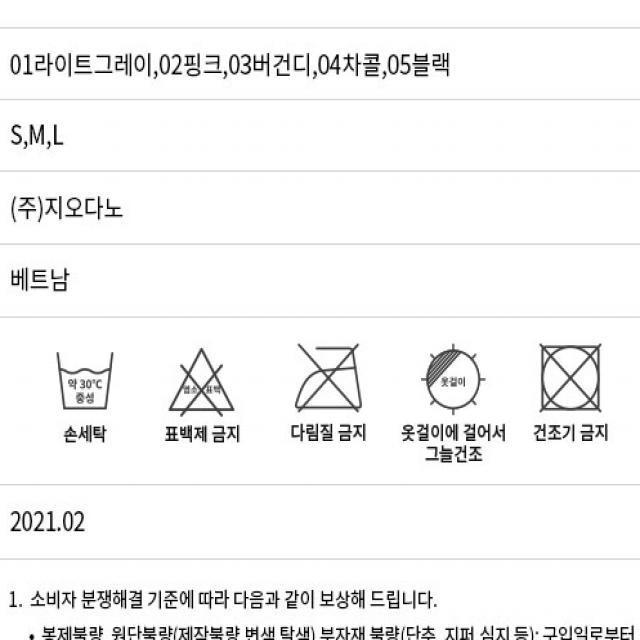 01라이트그레이,02핑크,03버건디,04차콜,05블랙
S,M,L
(주)지오다노
베트남
약 30℃
중성
염소 표백
옷걸이
손세탁
표백제 금지
다림질 금지
옷걸이에 걸어서
그늘건조
건조기 금지
2021.02
1. 소비자 분쟁해결 기준에 따라 다음과 같이 보상해 드립니다.
• 봉제불량, 원단불량(제작불량,변색,탈색),부자재 불량(단추, 지퍼,심지 등): 구입일로부터